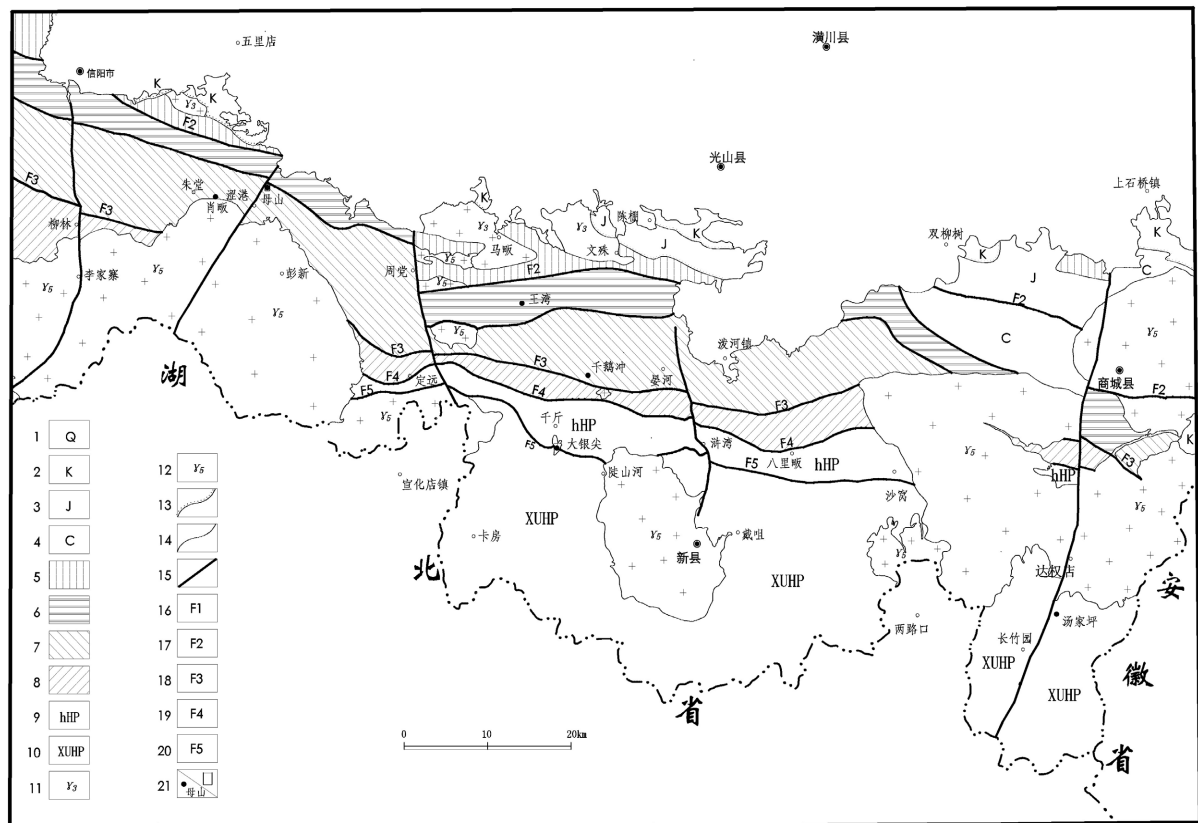 潢川县
五里店
信阳市
K
K
γ3
F2
光山县
上石桥镇
F3
朱堂
涩港
母山
肖畈
K
K
陈棚
J
K
γ3
γ3
J
双柳树
K
K
柳林
F3
马畈
文殊
J
C
γ5
F2
γ5
李家寨
γ5
彭新
周堂
γ5
F2
γ5
王湾
C
γ5
泼河镇
商城县
F3
F3
千鹅冲
晏河
F2
湖
F4
定远
F4
F3
F5
γ5
千斤
hHP
F4
K
1
Q
大银尖
浒湾
γ5
F3
F5
八里畈
hHP
hHP
2
K
12
γ5
宣化店镇
陡山河
F5
沙窝
3
J
13
XUHP
γ5
4
C
14
卡房
γ5
戴咀
γ5
新县
5
15
北
XUHP
达权店
安
6
16
F1
7
17
F2
两路口
汤家坪
长竹园
8
18
F3
XUHP
徽
9
hHP
19
F4
省
XUHP
10
XUHP
20
F5
0
10
20km
省
11
γ3
21
母山